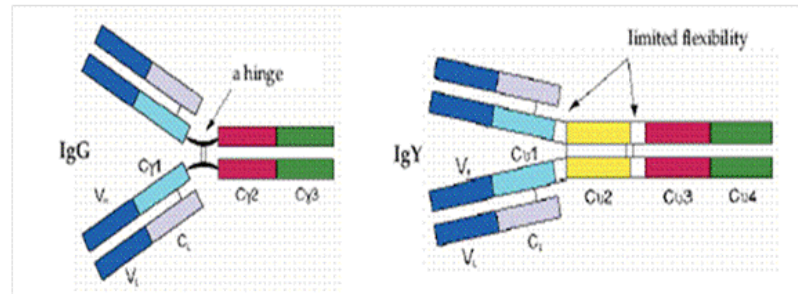 limited flexibility
a hinge
IgG
IgY
Cγ1
Cυ1
V
V
Cγ2
Cγ3
Cυ2
Cυ3
Cυ4
C
C
V
V